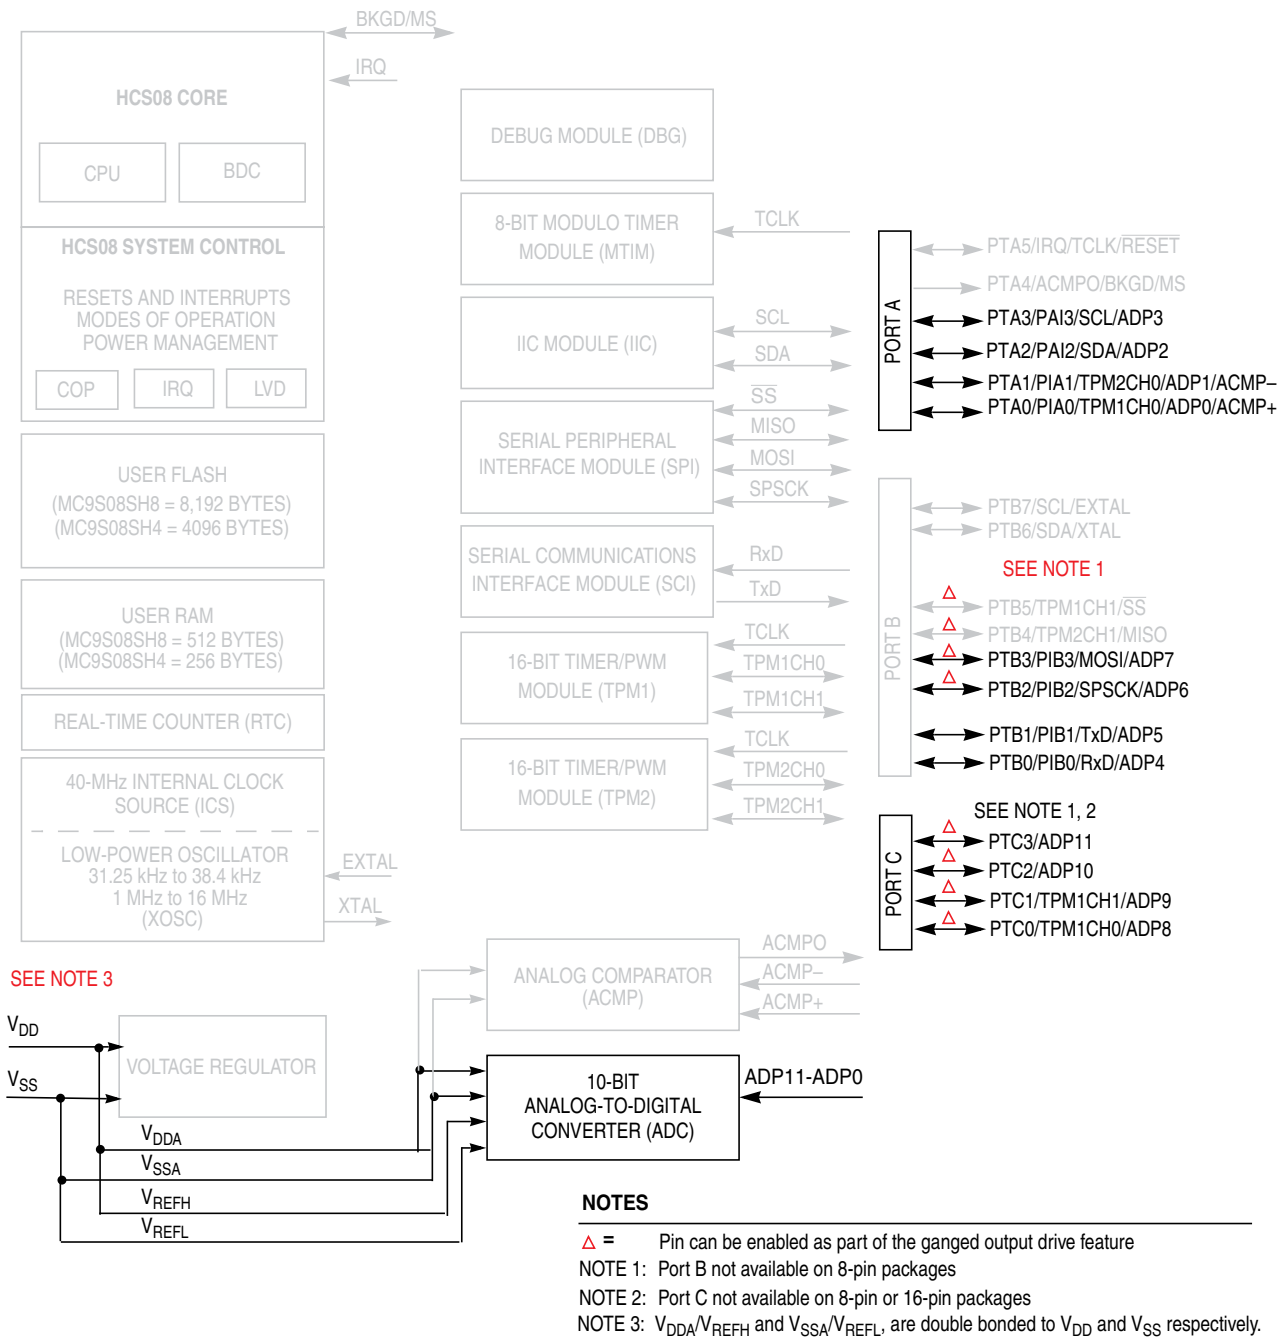 BKGD/MS
IRQ
HCS08 CORE
CPU
BDC
HCS08 SYSTEM CONTROL
RESETS AND INTERRUPTS
MODES OF OPERATION
POWER MANAGEMENT
COP
IRQ
LVD
USER FLASH
(MC9S08SH8 = 8,192 BYTES)
(MC9S08SH4 = 4096 BYTES)
USER RAM
(MC9S08SH8 = 512 BYTES)
(MC9S08SH4 = 256 BYTES)
REAL-TIME COUNTER (RTC)
40-MHz INTERNAL CLOCK
SOURCE (ICS)
LOW-POWER OSCILLATOR
31.25 kHz to 38.4 kHz
1 MHz to 16 MHz
(XOSC)
EXTAL
XTAL
DEBUG MODULE (DBG)
8-BIT MODULO TIMER
MODULE (MTIM)
TCLK
IIC MODULE (IIC)
SCL
SDA
SERIAL PERIPHERAL
INTERFACE MODULE (SPI)
SS
MISO
MOSI
SPSCK
SERIAL COMMUNICATIONS
INTERFACE MODULE (SCI)
RxD
TxD
16-BIT TIMER/PWM
MODULE (TPM1)
TCLK
TPM1CH0
TPM1CH1
16-BIT TIMER/PWM
MODULE (TPM2)
TCLK
TPM2CH0
TPM2CH1
PORT A
PTA5/IRQ/TCLK/RESET
PTA4/ACMPO/BKGD/MS
PTA3/PAI3/SCL/ADP3
PTA2/PAI2/SDA/ADP2
PTA1/PIA1/TPM2CH0/ADP1/ACMP–
PTA0/PIA0/TPM1CH0/ADP0/ACMP+
PORT B
PTB7/SCL/EXTAL
PTB6/SDA/XTAL
SEE NOTE 1
PTB5/TPM1CH1/SS
PTB4/TPM2CH1/MISO
PTB3/PIB3/MOSI/ADP7
PTB2/PIB2/SPSCK/ADP6
PTB1/PIB1/TxD/ADP5
PTB0/PIB0/RxD/ADP4
SEE NOTE 1, 2
PORT C
PTC3/ADP11
PTC2/ADP10
PTC1/TPM1CH1/ADP9
PTC0/TPM1CH0/ADP8
ANALOG COMPARATOR
(ACMP)
ACMPO
ACMP–
ACMP+
SEE NOTE 3
VDD
VSS
VOLTAGE REGULATOR
VDDA
VSSA
VREFH
VREFL
10-BIT
ANALOG-TO-DIGITAL
CONVERTER (ADC)
ADP11-ADP0
NOTES
△ = Pin can be enabled as part of the ganged output drive feature
NOTE 1: Port B not available on 8-pin packages
NOTE 2: Port C not available on 8-pin or 16-pin packages
NOTE 3: VDDA/VREFH and VSSA/VREFL, are double bonded to VDD and VSS respectively.